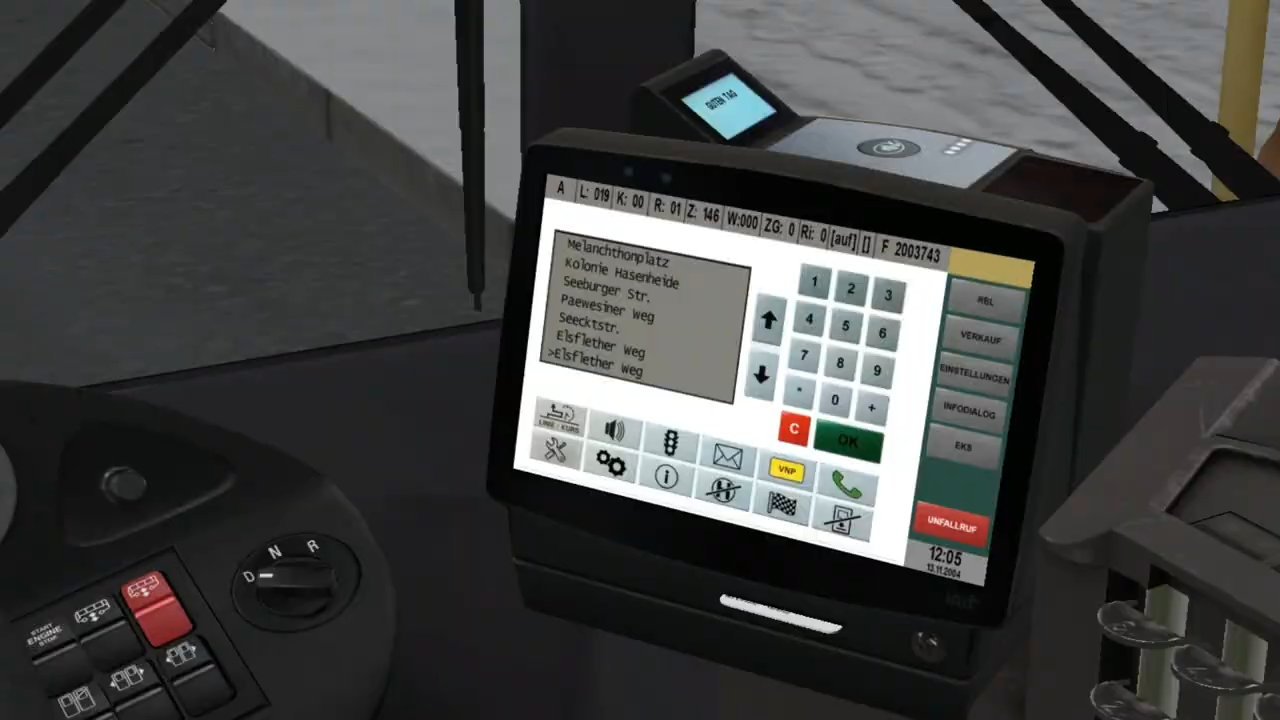 GUTEN TAG
A L: 019 K: 00 R: 01 Z: 146 W:000 ZG: 0 Ri: 0 [auf] [] F 2003743
Melanchthonplatz
Kolonie Hasenheide
Seeburger Str.
Paewesiner Weg
Seecktstr.
Elsflether Weg
>Elsflether Weg
1 2 3
4 5 6
7 8 9
0 +
C OK
LINIE / KURS
VNP
RBL
VERKAUF
EINSTELLUNGEN
INFODIALOG
EKS
UNFALLRUF
12:05
13.11.2004
D N R
START
ENGINE
STOP